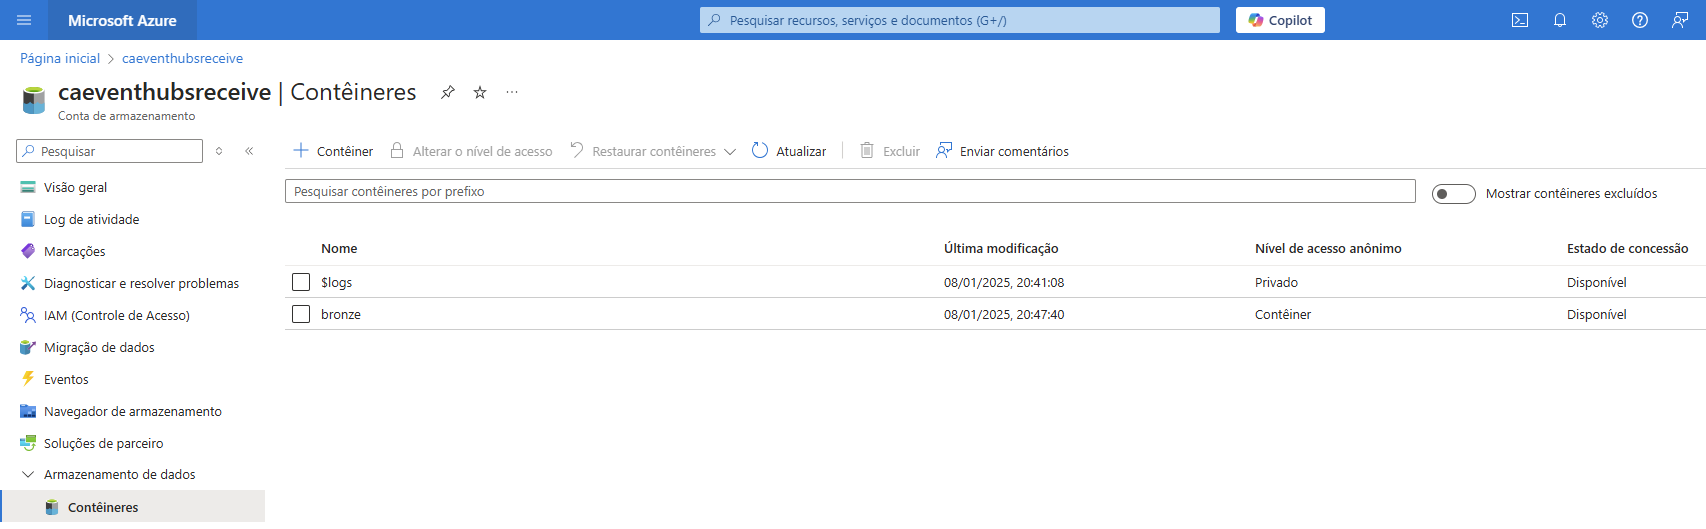 Microsoft Azure
Pesquisar recursos, serviços e documentos (G+/)
Copilot
Página inicial > caeventhubsreceive
caeventhubsreceive | Contêineres
Conta de armazenamento
Pesquisar
Contêiner
Alterar o nível de acesso
Restaurar contêineres
Atualizar
Excluir
Enviar comentários
Pesquisar contêineres por prefixo
Mostrar contêineres excluídos
Visão geral
Log de atividade
Marcações
Diagnosticar e resolver problemas
IAM (Controle de Acesso)
Migração de dados
Eventos
Navegador de armazenamento
Soluções de parceiro
Armazenamento de dados
Contêineres
Nome Última modificação Nível de acesso anônimo Estado de concessão
$logs 08/01/2025, 20:41:08 Privado Disponível
bronze 08/01/2025, 20:47:40 Contêiner Disponível